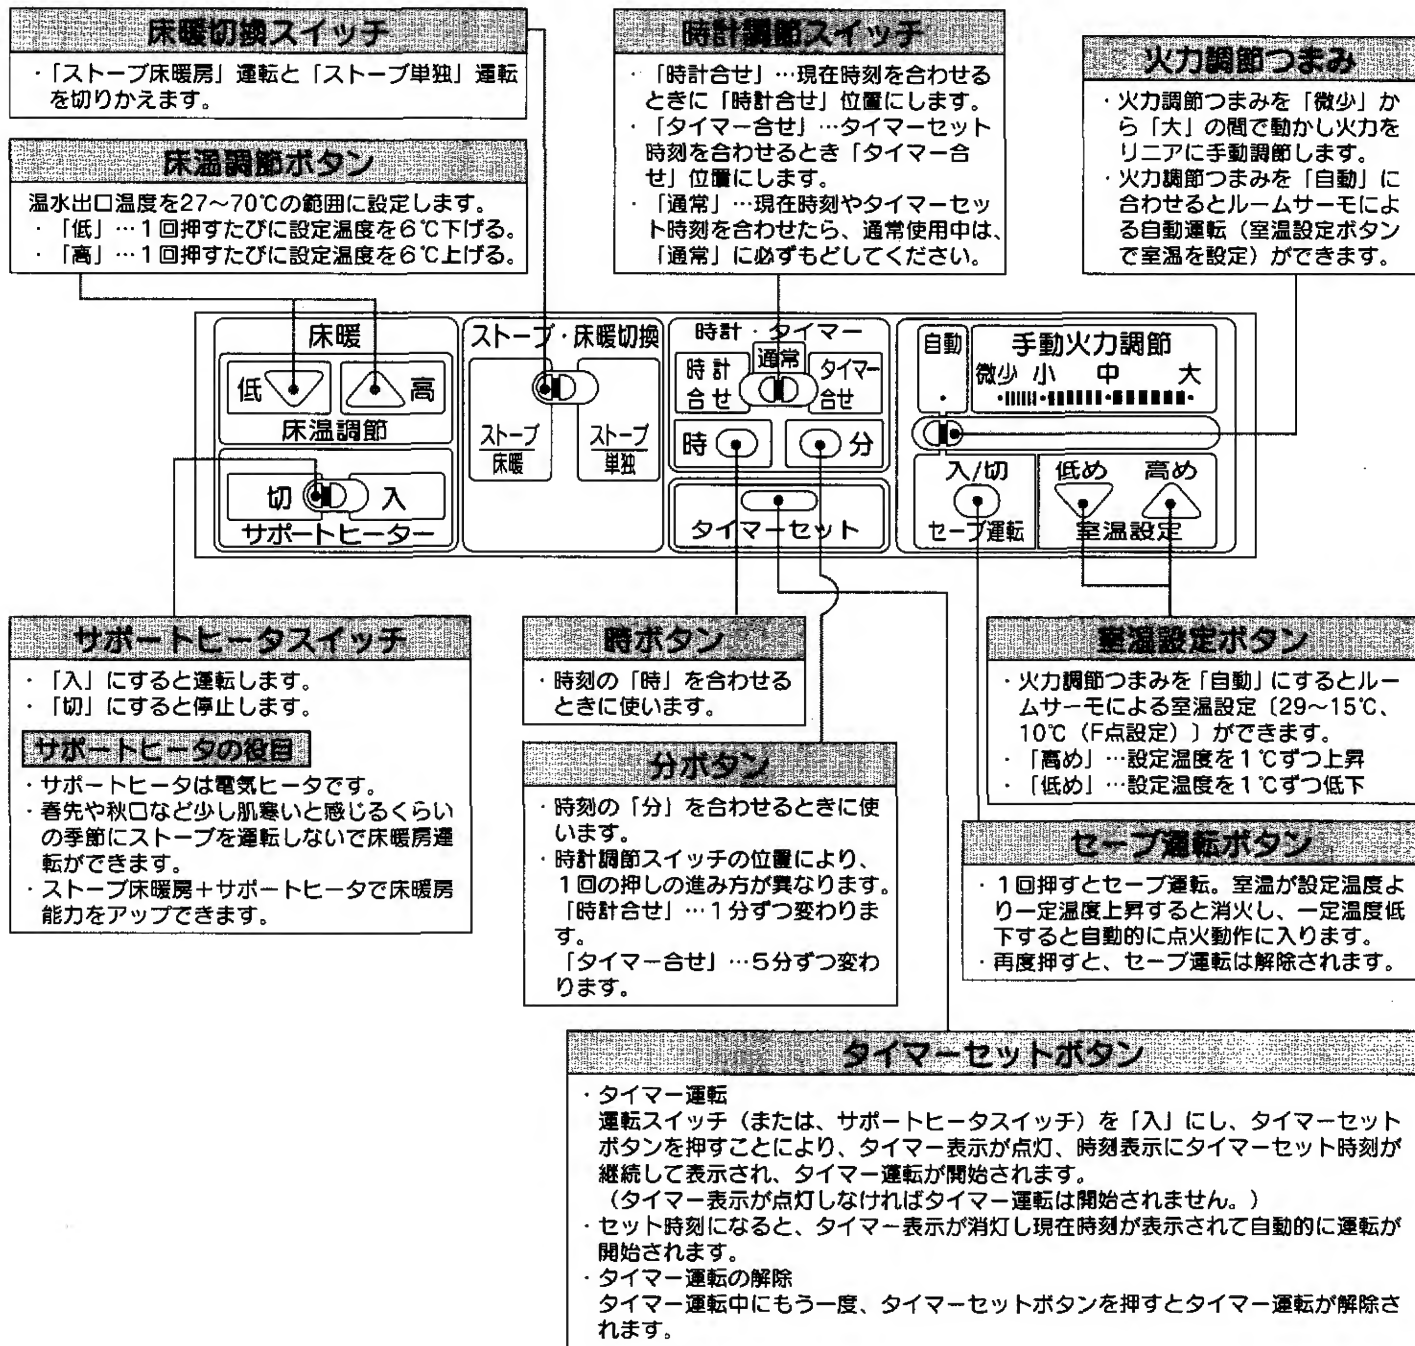 床暖切換スイッチ
・「ストーブ床暖房」運転と「ストーブ単独」運転
を切りかえます。
床温調節ボタン
温水出口温度を27〜70℃の範囲に設定します。
・「低」…1回押すたびに設定温度を6℃下げる。
・「高」…1回押すたびに設定温度を6℃上げる。
時計調節スイッチ
・「時計合せ」…現在時刻を合わせる
ときに「時計合せ」位置にします。
・「タイマー合せ」…タイマーセット
時刻を合わせるとき「タイマー合
せ」位置にします。
・「通常」…現在時刻やタイマーセッ
ト時刻を合わせたら、通常使用中は、
「通常」に必ずもどしてください。
火力調節つまみ
・火力調節つまみを「微少」か
ら「大」の間で動かし火力を
リニアに手動調節します。
・火力調節つまみを「自動」に
合わせるとルームサーモによ
る自動運転（室温設定ボタン
で室温を設定）ができます。
床暖
低
高
床温調節
切
入
サポートヒーター
ストーブ・床暖切換
ストーブ
床暖
ストーブ
単独
時計・タイマー
時計
合せ
通常
タイマー
合せ
時
分
タイマーセット
自動
手動火力調節
微少 小 中 大
入/切
セーブ運転
低め 高め
室温設定
サポートヒータスイッチ
・「入」にすると運転します。
・「切」にすると停止します。
サポートヒータの役目
・サポートヒータは電気ヒータです。
・春先や秋口など少し肌寒いと感じるくらい
の季節にストーブを運転しないで床暖房運
転ができます。
・ストーブ床暖房＋サポートヒータで床暖房
能力をアップできます。
時ボタン
・時刻の「時」を合わせる
ときに使います。
分ボタン
・時刻の「分」を合わせるときに使
います。
・時計調節スイッチの位置により、
1回の押しの進み方が異なります。
「時計合せ」…1分ずつ変わりま
す。
「タイマー合せ」…5分ずつ変わ
ります。
室温設定ボタン
・火力調節つまみを「自動」にするとルー
ムサーモによる室温設定〔29〜15℃、
10℃（F点設定）〕ができます。
・「高め」…設定温度を1℃ずつ上昇
・「低め」…設定温度を1℃ずつ低下
セーブ運転ボタン
・1回押すとセーブ運転。室温が設定温度よ
り一定温度上昇すると消火し、一定温度低
下すると自動的に点火動作に入ります。
・再度押すと、セーブ運転は解除されます。
タイマーセットボタン
・タイマー運転
運転スイッチ（または、サポートヒータスイッチ）を「入」にし、タイマーセット
ボタンを押すことにより、タイマー表示が点灯、時刻表示にタイマーセット時刻が
継続して表示され、タイマー運転が開始されます。
（タイマー表示が点灯しなければタイマー運転は開始されません。）
・セット時刻になると、タイマー表示が消灯し現在時刻が表示されて自動的に運転が
開始されます。
・タイマー運転の解除
タイマー運転中にもう一度、タイマーセットボタンを押すとタイマー運転が解除さ
れます。